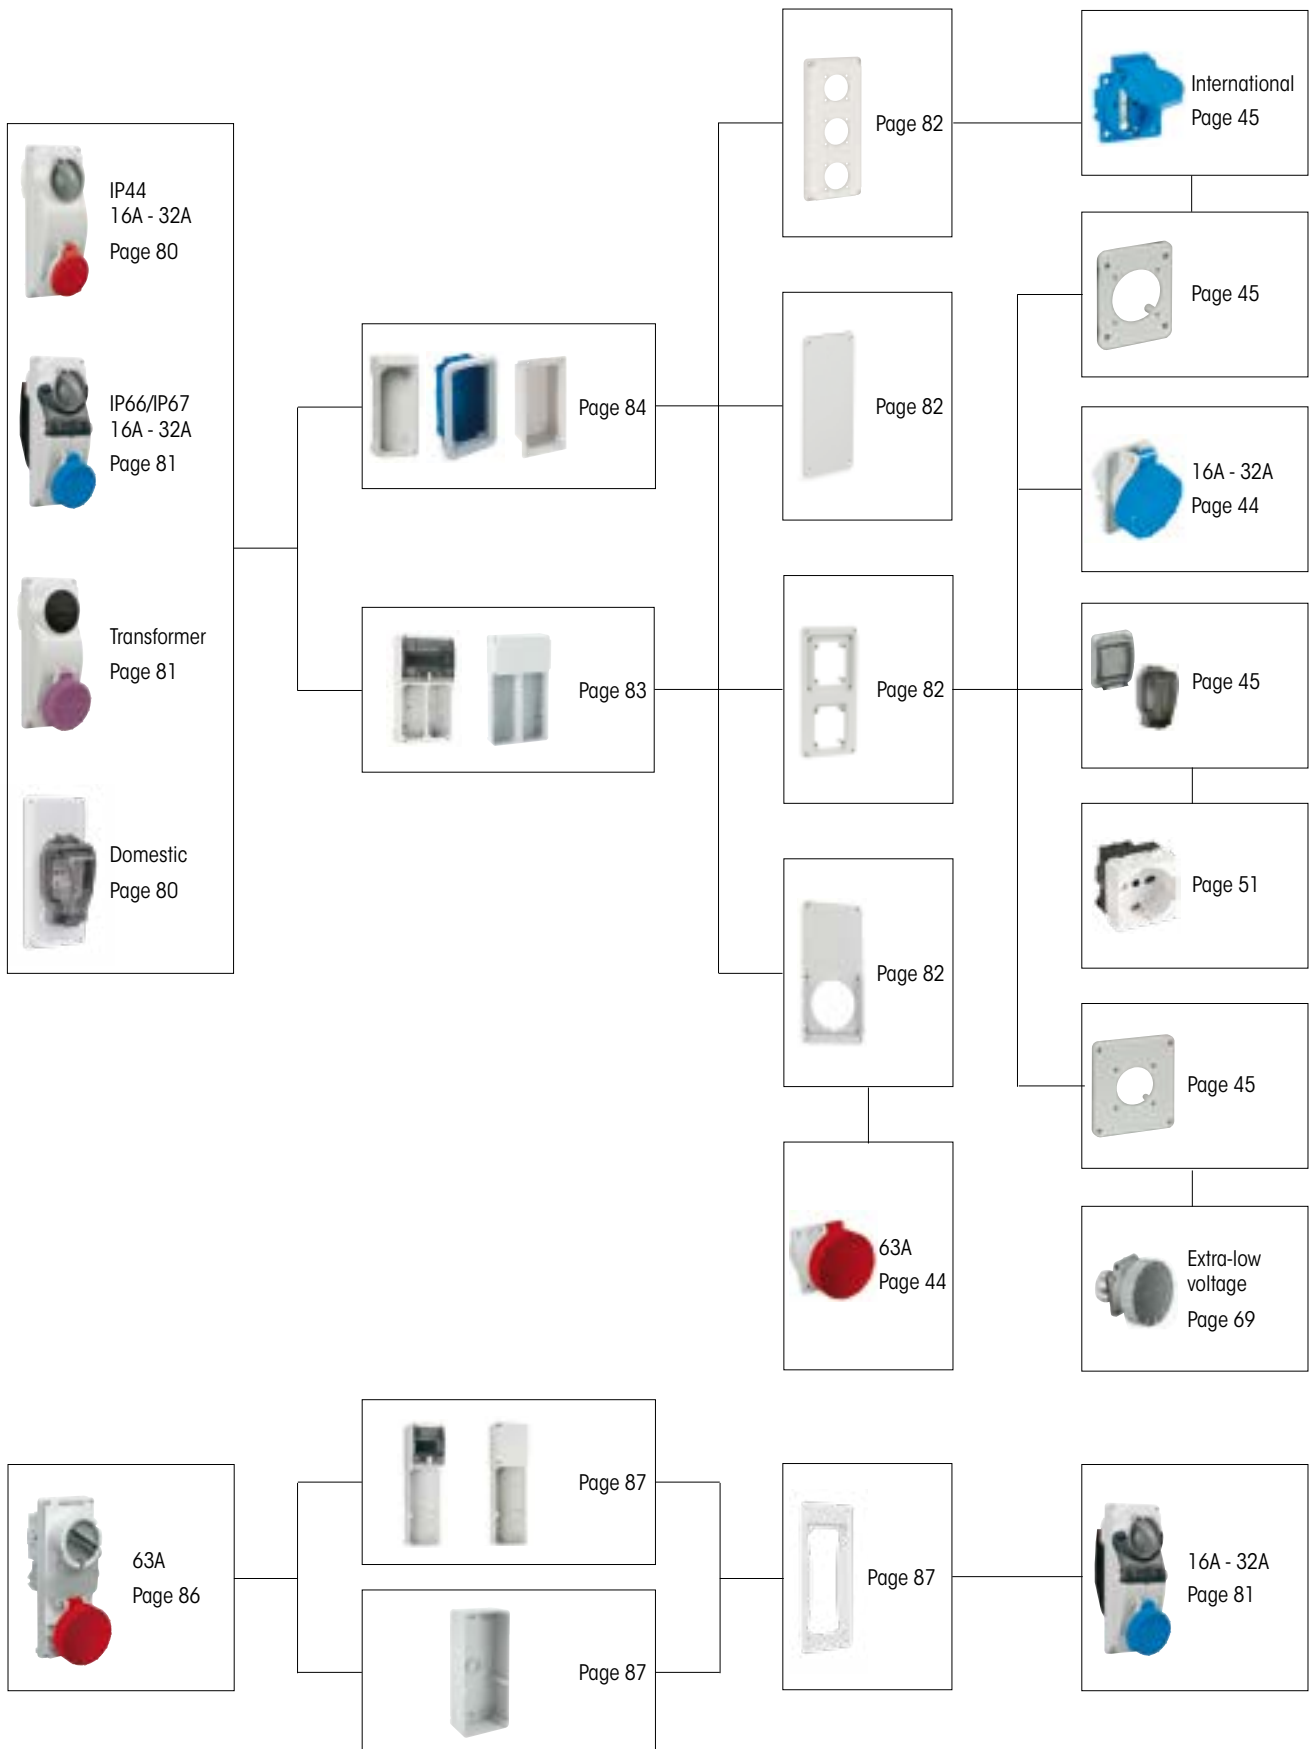 IP44
16A - 32A
Page 80
IP66/IP67
16A - 32A
Page 81
Transformer
Page 81
Domestic
Page 80
Page 84
Page 83
Page 82
Page 82
Page 82
Page 82
63A
Page 44
International
Page 45
Page 45
16A - 32A
Page 44
Page 45
Page 51
Page 45
Extra-low
voltage
Page 69
63A
Page 86
Page 87
Page 87
Page 87
16A - 32A
Page 81